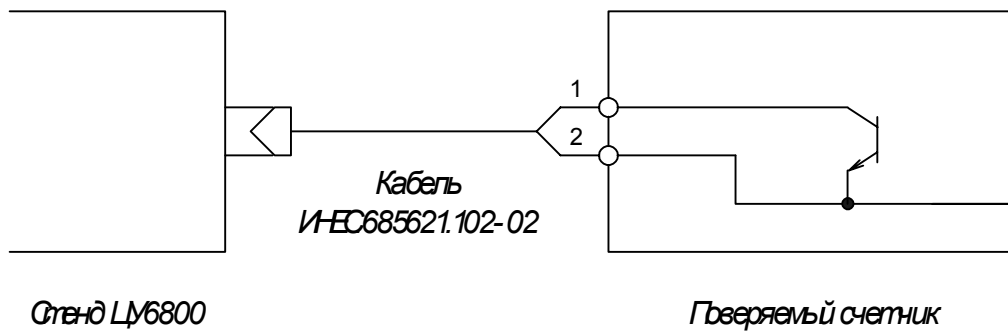 1
2
Кабель
ИНЕС685621.102-02
Стенд ЦУ6800
Поверяемый счетчик